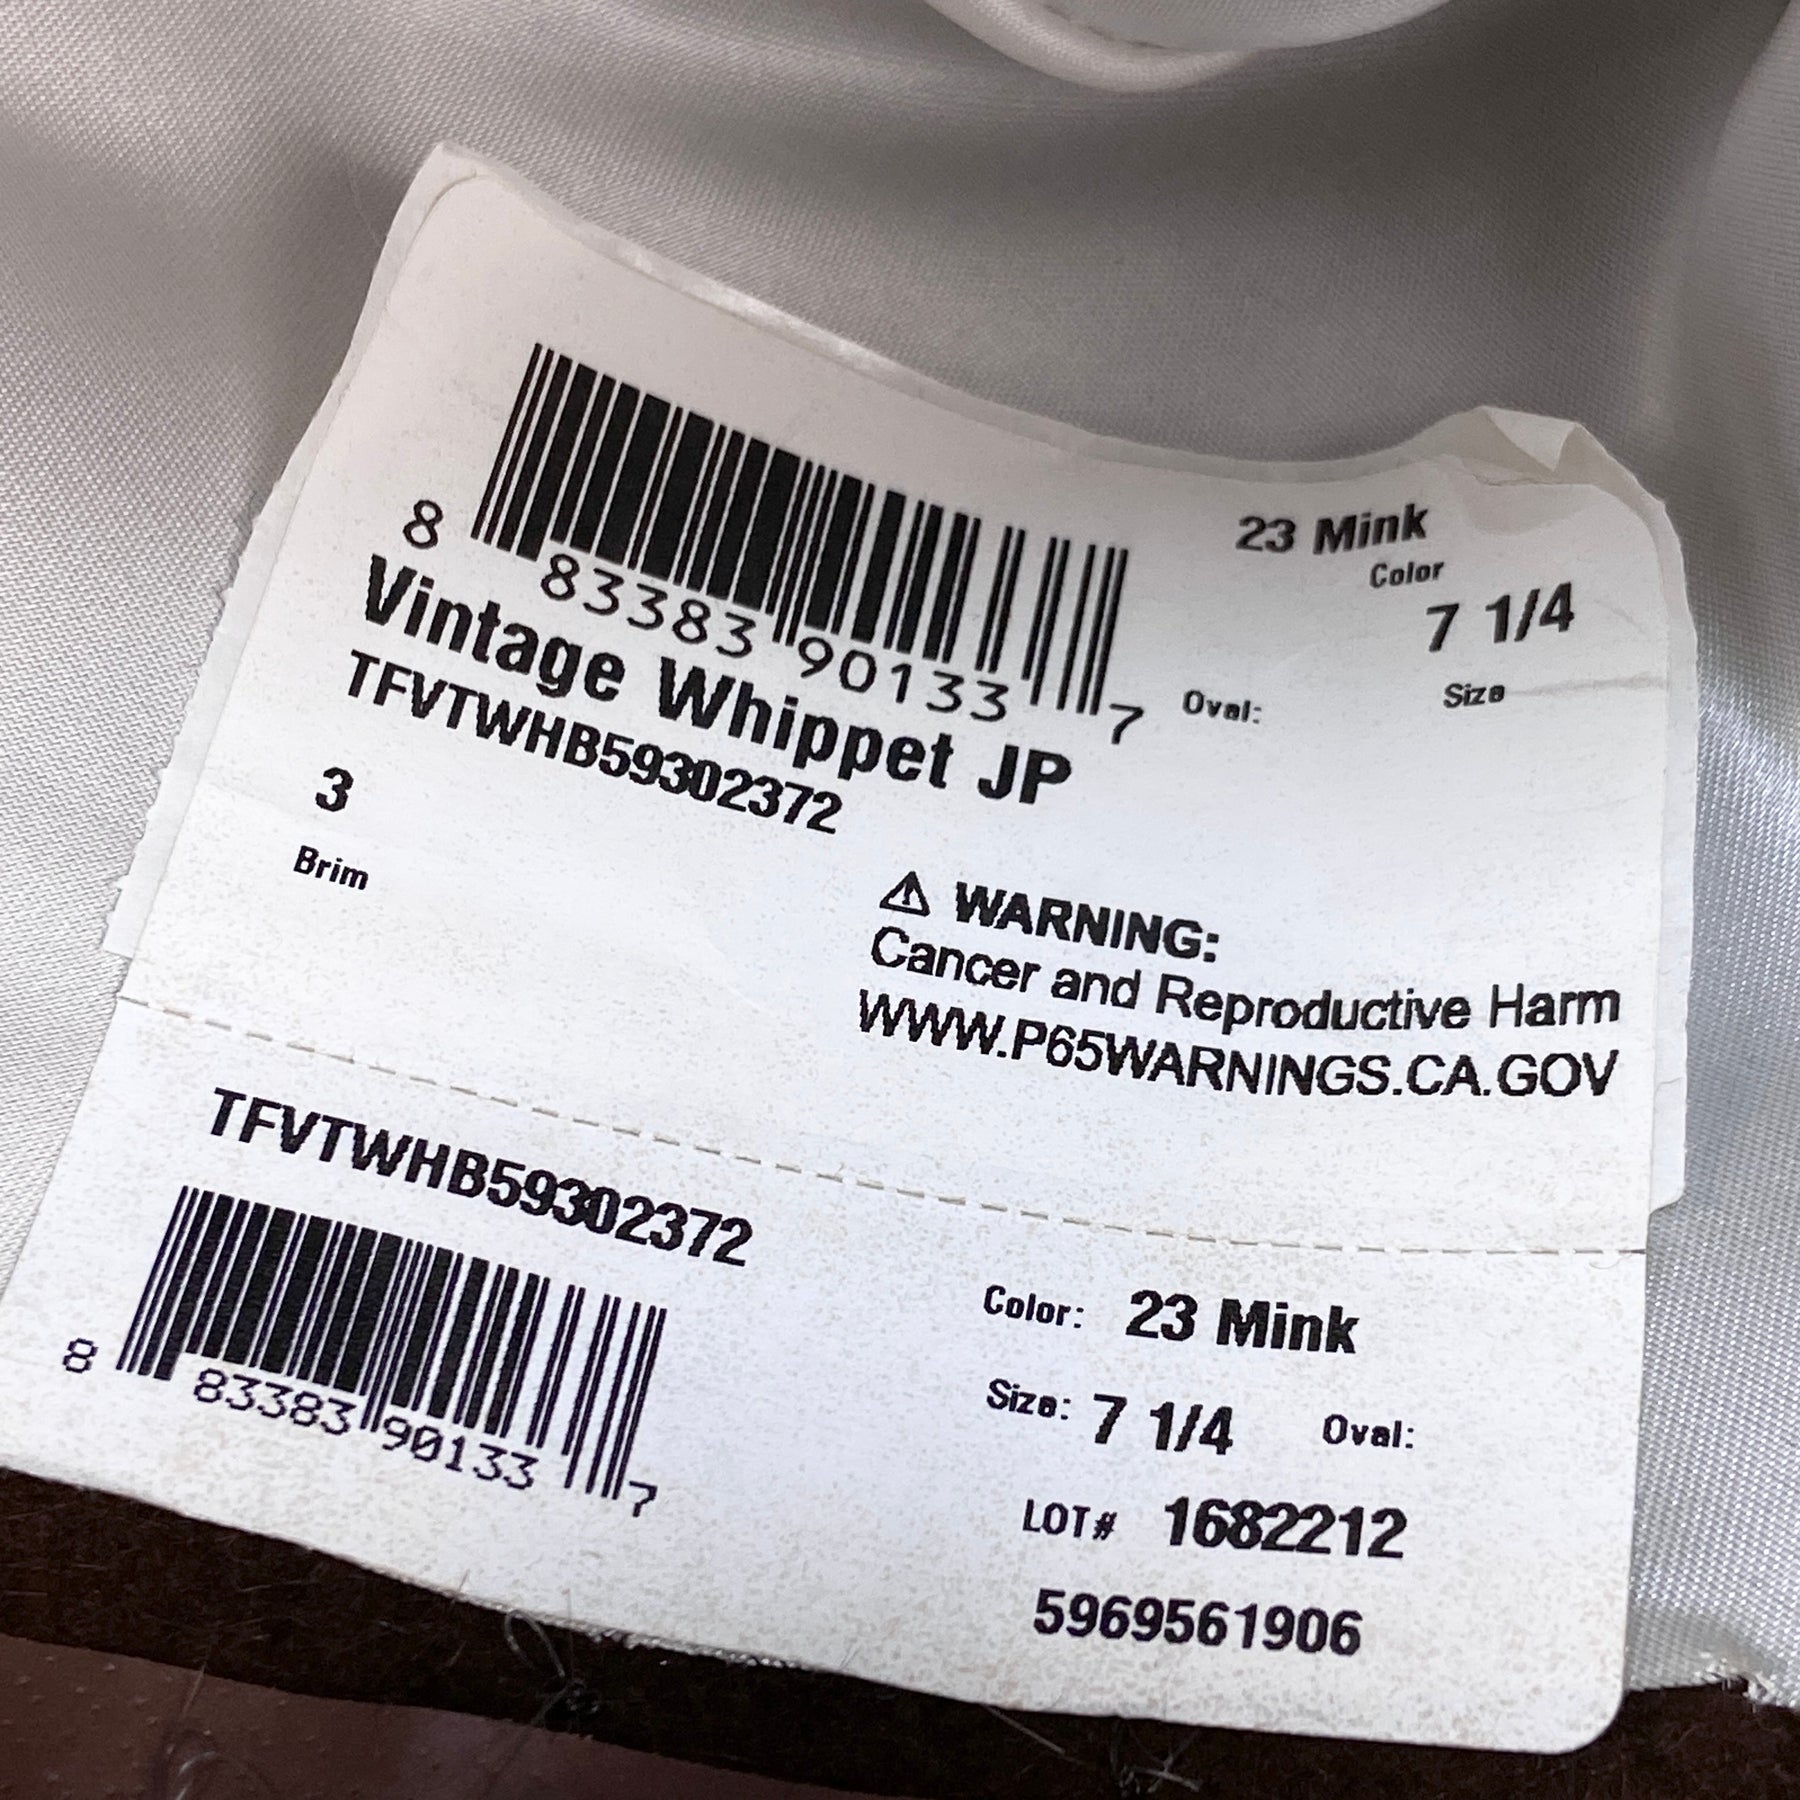 8 83383 90133 7
23 Mink
Color
7 1/4
Oval:
Size
Vintage Whippet JP
TFVTWHB59302372
3
Brim
⚠ WARNING:
Cancer and Reproductive Harm
WWW.P65WARNINGS.CA.GOV
TFVTWHB59302372
8 83383 90133 7
Color: 23 Mink
Size: 7 1/4 Oval:
LOT# 1682212
5969561906